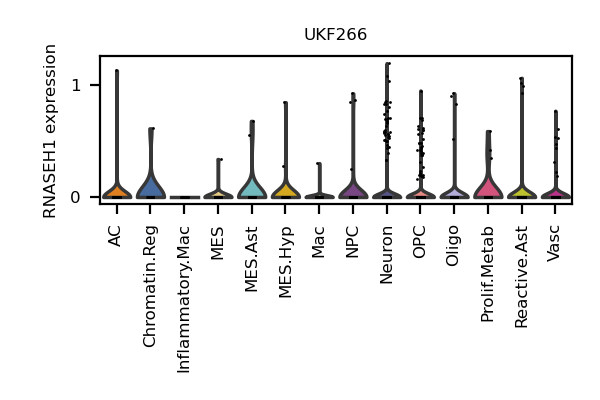 UKF266
RNASEH1 expression
1
0
AC
Chromatin.Reg
Inflammatory.Mac
MES
MES.Ast
MES.Hyp
Mac
NPC
Neuron
OPC
Oligo
Prolif.Metab
Reactive.Ast
Vasc